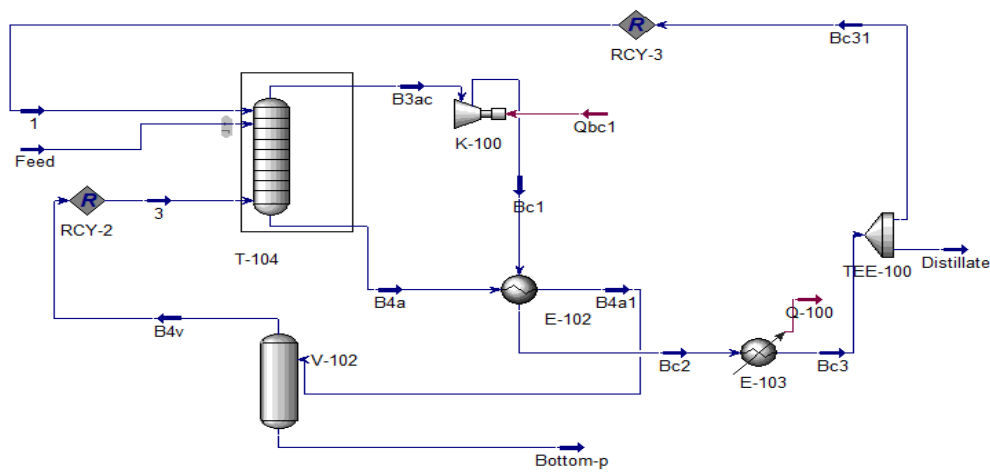 R
Bc31
RCY-3
B3ac
1
K-100
Qbc1
Feed
R
3
Bc1
RCY-2
T-104
TEE-100
Distillate
B4a
B4a1
E-102
Q-100
B4v
V-102
Bc2
Bc3
E-103
Bottom-p